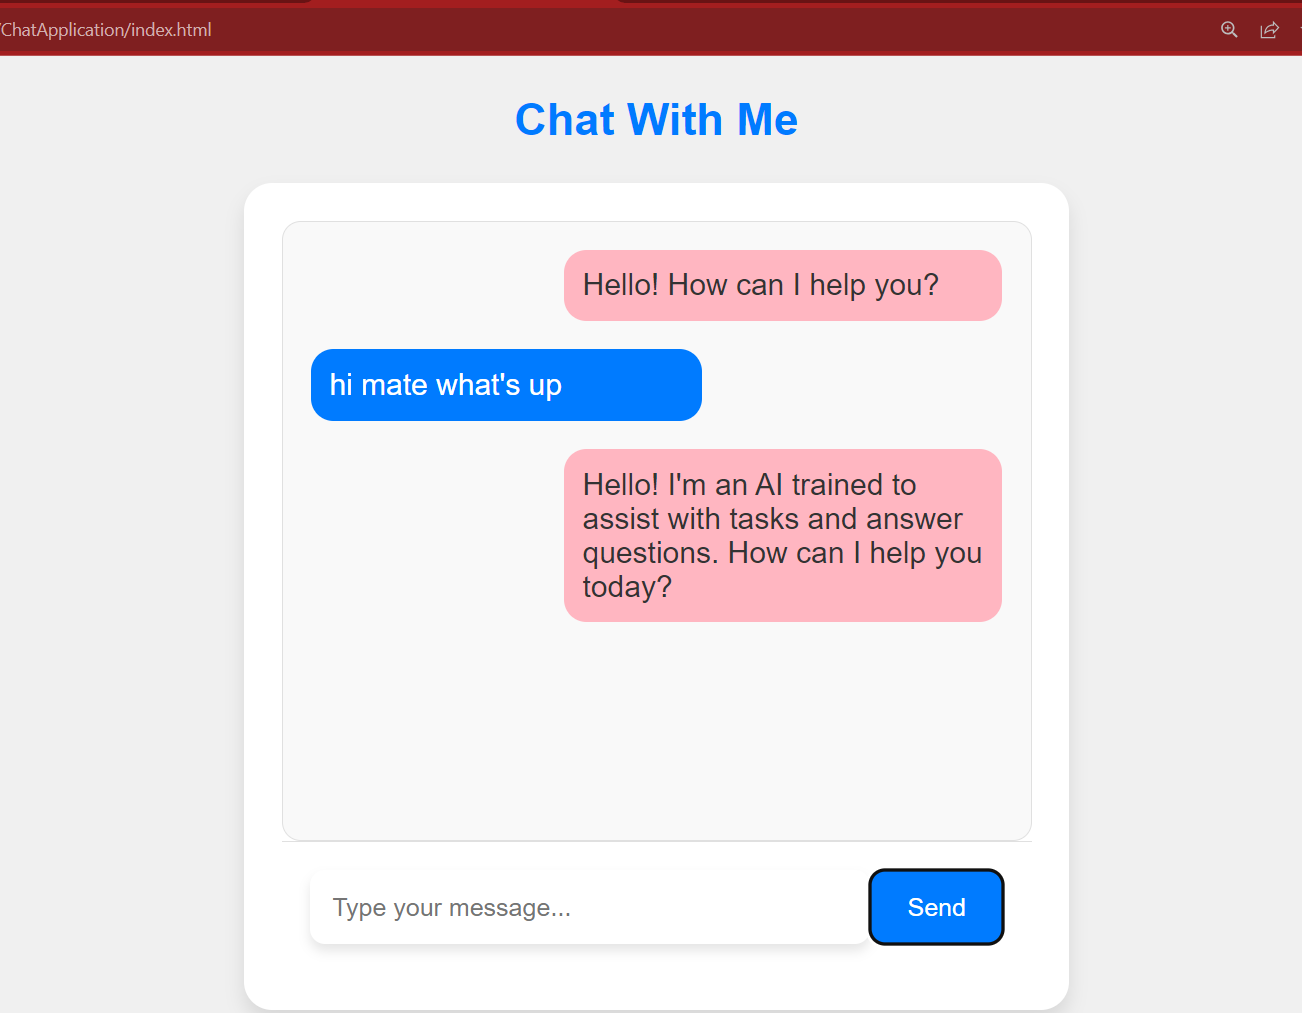 /ChatApplication/index.html
Chat With Me
Hello! How can I help you?
hi mate what's up
Hello! I'm an AI trained to
assist with tasks and answer
questions. How can I help you
today?
Type your message...
Send